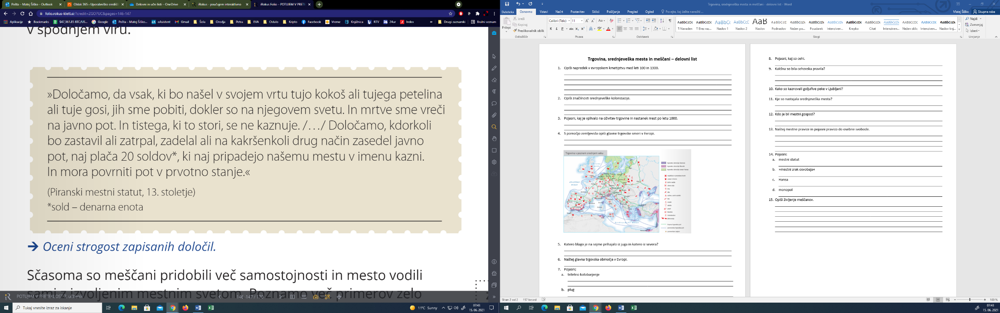 Pošta – Matej Šiško – Outlook
Oblak 365 › Uporabniško središč
Delovni in učni listi – OneDrive
iRokus - poučujem interaktivno
iRokus Folio – POTUJEM V PRETE
folio.rokus-klett.si/?credit=ZGO7UC&pages=146-147
Aplikacije Bookmarks $47,361.85 BTC/US... Google Pošta – Matej Šiško... eAsistent Gmail Šola Orodja Petra EVA Ostalo Kripto Facebook Vreme Knjižnica RTV 24ur Index » Drugi zaznamki Bralni seznam
v spodnjem viru.
»Določamo, da vsak, ki bo našel v svojem vrtu tujo kokoš ali tujega petelina
ali tuje gosi, jih sme pobiti, dokler so na njegovem svetu. In mrtve sme vreči
na javno pot. In tistega, ki to stori, se ne kaznuje. /…/ Določamo, kdorkoli
bo zastavil ali zatrpal, zadelal ali na kakršenkoli drug način zasedel javno
pot, naj plača 20 soldov*, ki naj pripadejo našemu mestu v imenu kazni.
In mora povrniti pot v prvotno stanje.«
(Piranski mestni statut, 13. stoletje)
*sold – denarna enota
→ Oceni strogost zapisanih določil.
Sčasoma so meščani pridobili več samostojnosti in mesto vodili
sami z izvoljenim mestnim svetom. Poznamo več primerov zelo
POTUJEM V PRETEKLOST 7, učbenik
146-147 / 170
Tukaj vnesite izraz za iskanje
11°C Sunny
07:43
15. 06. 2021
Trgovina, srednjeveška mesta in meščani - delovni list - Word
Datoteka Osnovno Vstavi Načrt Postavitev Sklici Pošiljanje Pregled Ogled Povejte, kaj želite narediti ... Matej Šiško Skupna raba
Prilepi
Izreži
Kopiraj
Preslikovalnik oblik
Odložišče
Calibri (Telo) 11
K L P abc X₂ X²
Pisava
Odstavek
AaBbCcDc AaBbCcDc AaBbC( AaBbCcC AaB AaBbCcD AaBbCcDc AaBbCcDc AaBbCcDc AaBbCcDc AaBbCcDc AaBbCcDc AaBbCcDc AaBbCcDc AaBbCcDc
¶ Navaden ¶ Brez raz... Naslov 1 Naslov 2 Naslov Podnaslov Nežen po... Poudarek Intenziven... Krepko Citat Intenziven... Nežen sklic Intenziven... Naslov knj...
Slogi
Najdi
Zamenjaj
Izberi
Urejanje
Trgovina, srednjeveška mesta in meščani – delovni list
1. Opiši napredek v evropskem kmetijstvu med leti 100 in 1300.
2. Opiši značilnosti srednjeveške kolonizacije.
3. Pojasni, kaj je vplivalo na oživitev trgovine in nastanek mest po letu 1000.
4. S pomočjo zemljevida opiši glavne trgovske smeri v Evropi.
Trgovina v poznem srednjem veku
ATLANTSKI
OCEAN
Sredozemsko morje
5. Katero blago je na sejme prihajalo iz juga in katero iz severa?
6. Naštej glavna trgovska območja v Evropi.
7. Pojasni;
a. triletno kolobarjenje
b. plug
8. Pojasni, kaj so cehi.
9. Kakšna so bila cehovska pravila?
10. Kako so kaznovali goljufive peke v Ljubljani?
11. Kje so nastajala srednjeveška mesta?
12. Kdo je bil mestni gospod?
13. Naštej mestne pravice in pojasni pravico do osebne svobode.
14. Pojasni:
a. mestni statut
b. »mestni zrak osvobaja«
c. Hansa
d. monopol
15. Opiši življenje meščanov.
Stran 2 od 2 157 besed
100 %
07:43
15. 06. 2021